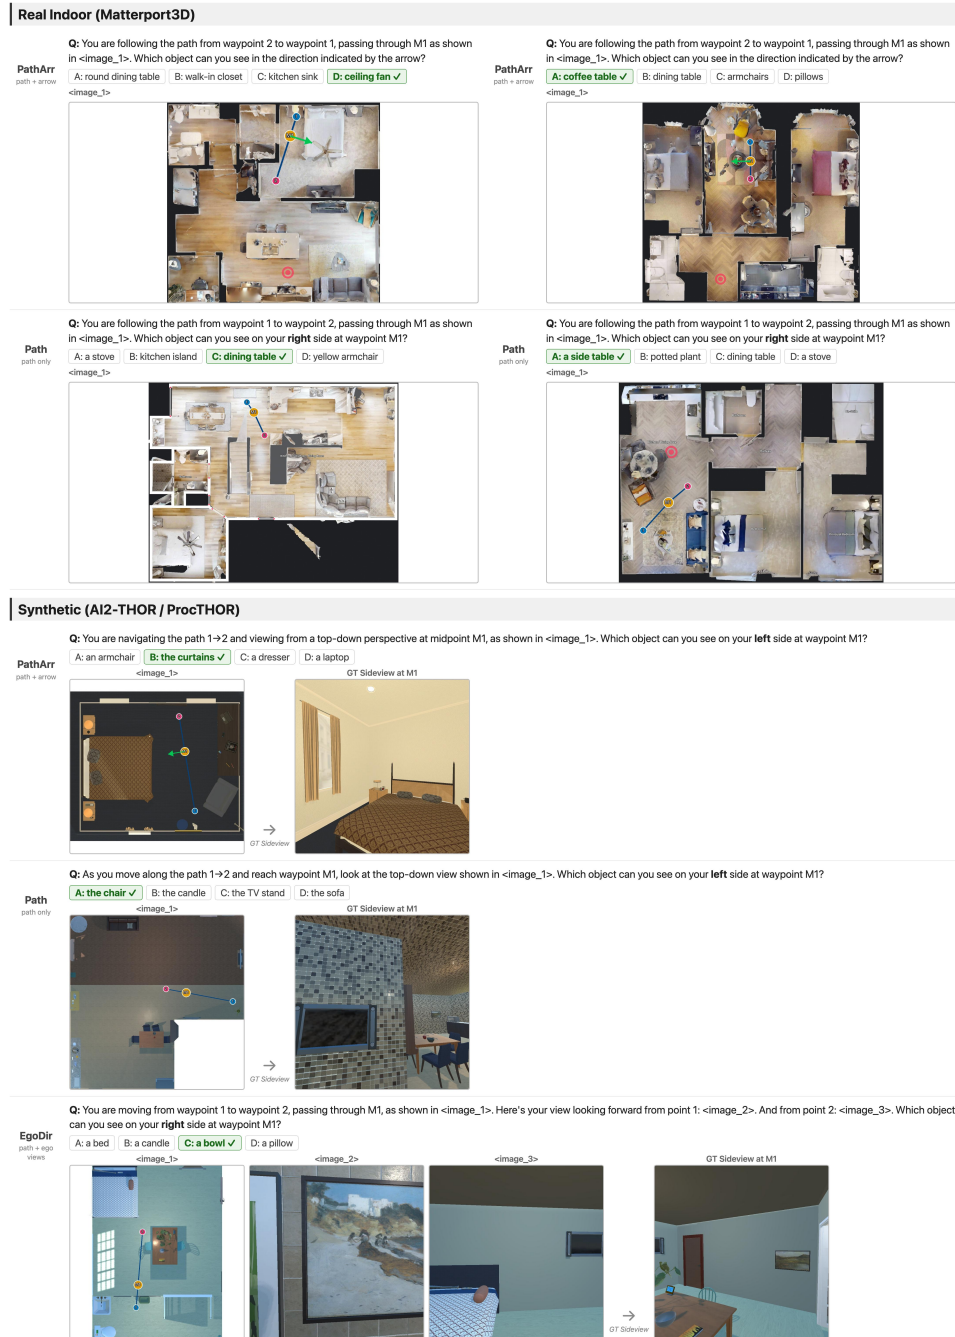 Real Indoor (Matterport3D)
PathArr
path + arrow
Q: You are following the path from waypoint 2 to waypoint 1, passing through M1 as shown
in <image_1>. Which object can you see in the direction indicated by the arrow?
A: round dining table B: walk-in closet C: kitchen sink D: ceiling fan ✓
<image_1>
PathArr
path + arrow
Q: You are following the path from waypoint 2 to waypoint 1, passing through M1 as shown
in <image_1>. Which object can you see in the direction indicated by the arrow?
A: coffee table ✓ B: dining table C: armchairs D: pillows
<image_1>
Path
path only
Q: You are following the path from waypoint 1 to waypoint 2, passing through M1 as shown
in <image_1>. Which object can you see on your right side at waypoint M1?
A: a stove B: kitchen island C: dining table ✓ D: yellow armchair
<image_1>
Path
path only
Q: You are following the path from waypoint 1 to waypoint 2, passing through M1 as shown
in <image_1>. Which object can you see on your right side at waypoint M1?
A: a side table ✓ B: potted plant C: dining table D: a stove
<image_1>
Synthetic (AI2-THOR / ProcTHOR)
PathArr
path + arrow
Q: You are navigating the path 1→2 and viewing from a top-down perspective at midpoint M1, as shown in <image_1>. Which object can you see on your left side at waypoint M1?
A: an armchair B: the curtains ✓ C: a dresser D: a laptop
<image_1> GT Sideview at M1
→
GT Sideview
Path
path only
Q: As you move along the path 1→2 and reach waypoint M1, look at the top-down view shown in <image_1>. Which object can you see on your left side at waypoint M1?
A: the chair ✓ B: the candle C: the TV stand D: the sofa
<image_1> GT Sideview at M1
→
GT Sideview
EgoDir
path + ego
views
Q: You are moving from waypoint 1 to waypoint 2, passing through M1, as shown in <image_1>. Here's your view looking forward from point 1: <image_2>. And from point 2: <image_3>. Which object
can you see on your right side at waypoint M1?
A: a bed B: a candle C: a bowl ✓ D: a pillow
<image_1> <image_2> <image_3> GT Sideview at M1
→
GT Sideview